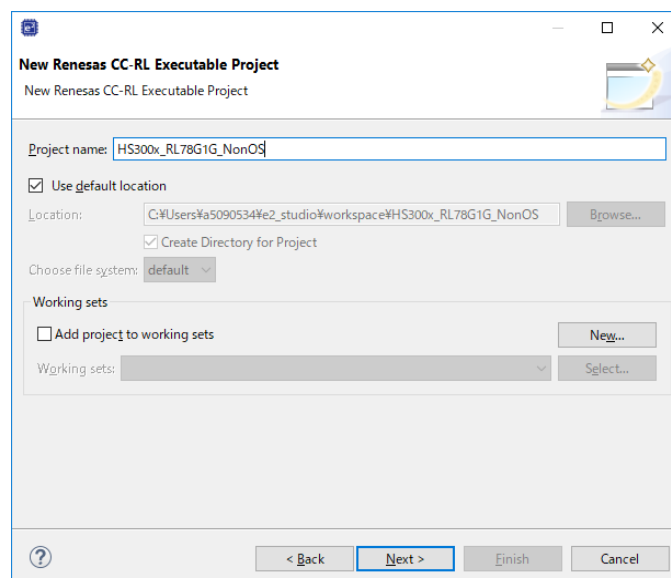 New Renesas CC-RL Executable Project
New Renesas CC-RL Executable Project
Project name: HS300x_RL78G1G_NonOS
Use default location
Location: C:¥Users¥a5090534¥e2_studio¥workspace¥HS300x_RL78G1G_NonOS Browse...
Create Directory for Project
Choose file system: default
Working sets
Add project to working sets New...
Working sets: Select...
? < Back Next > Finish Cancel